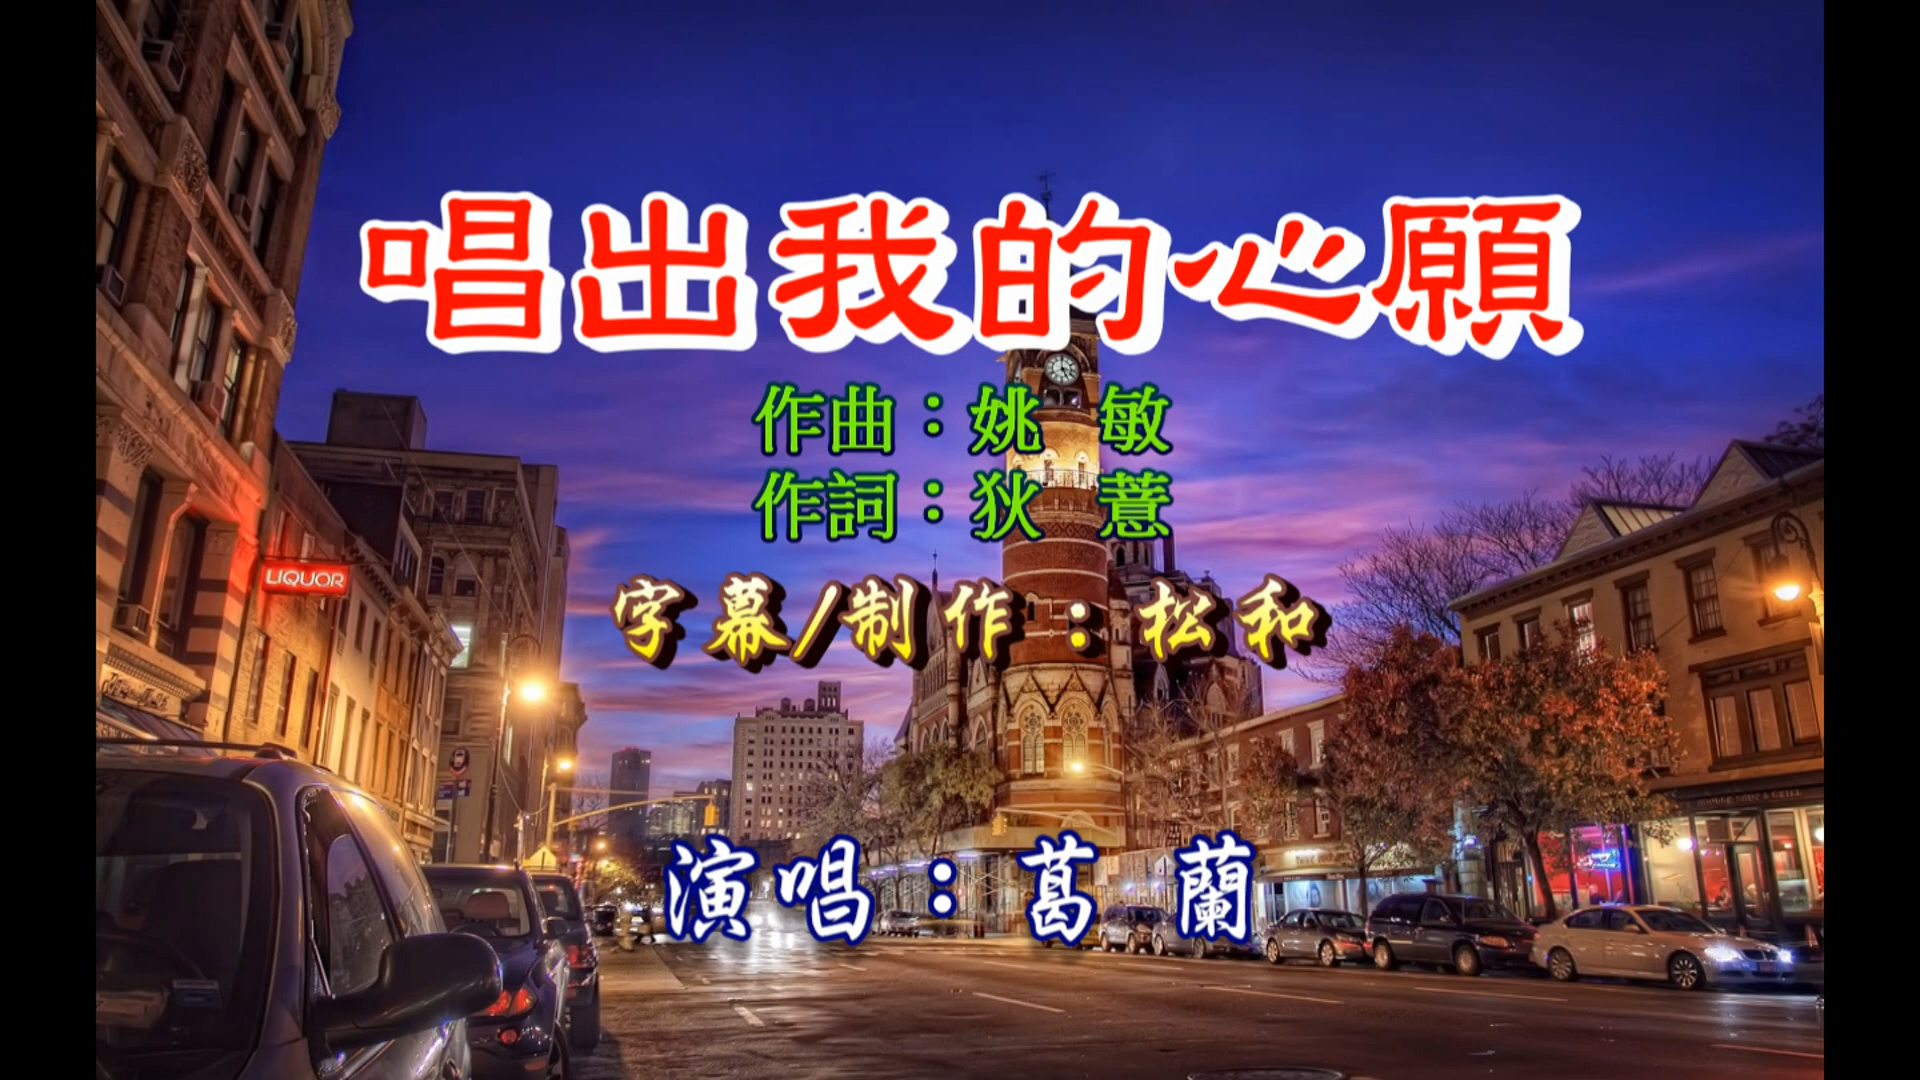 唱出我的心願
作曲：姚 敏
作詞：狄 薏
字幕/制作：松和
演唱：葛 蘭
LIQUOR